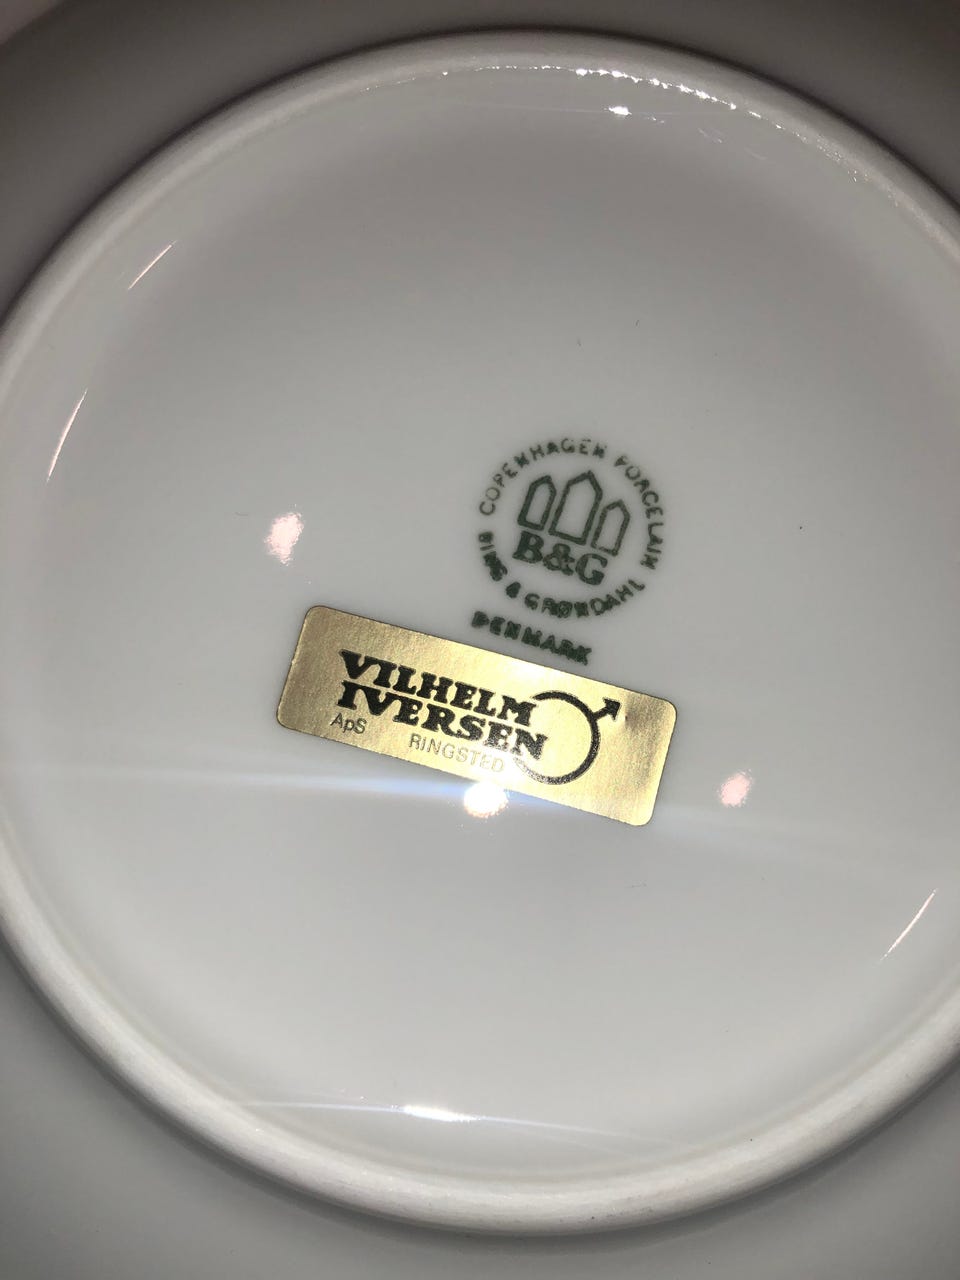 COPENHAGEN PORCELAIN
B&G
BING & GRØNDAHL
DENMARK
VILHELM
IVERSEN
ApS RINGSTED